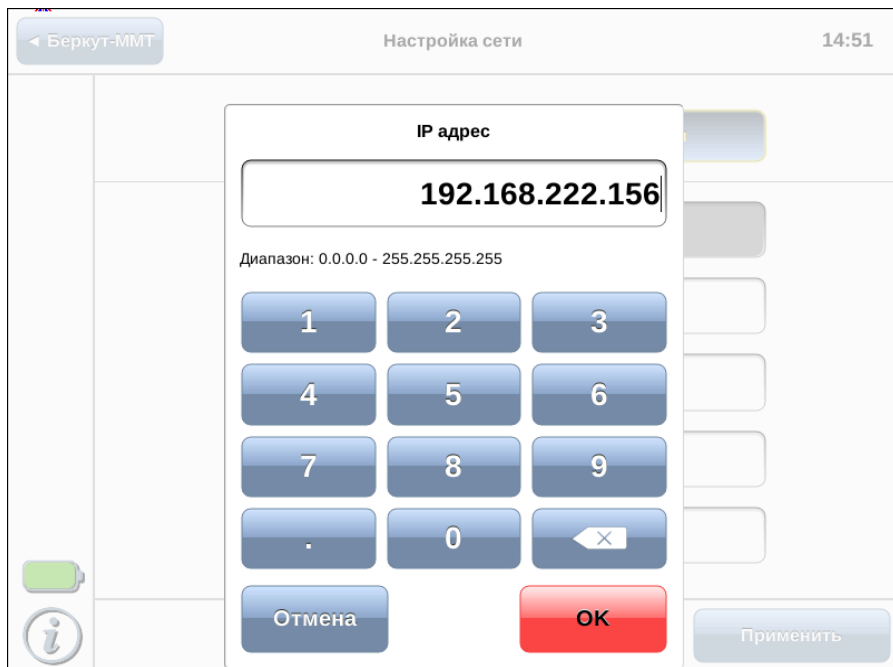 ◄ Беркут-ММТ
Настройка сети
14:51
IP адрес
192.168.222.156
Диапазон: 0.0.0.0 - 255.255.255.255
1 2 3
4 5 6
7 8 9
. 0
Отмена
OK
Применить